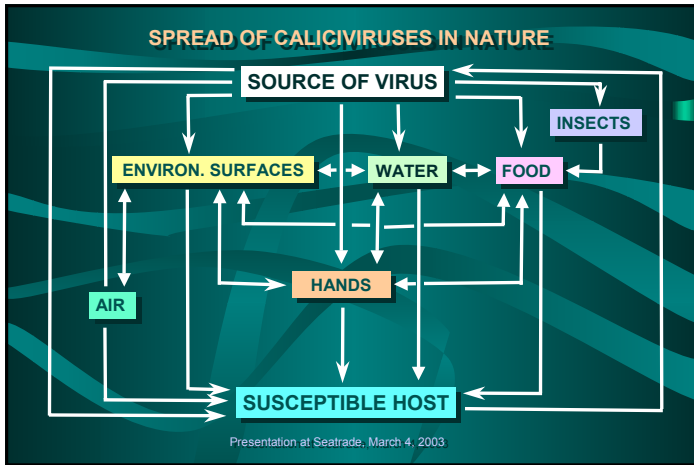 SPREAD OF CALICIVIRUSES IN NATURE
SOURCE OF VIRUS
INSECTS
ENVIRON. SURFACES
WATER
FOOD
HANDS
AIR
SUSCEPTIBLE HOST
Presentation at Seatrade, March 4, 2003